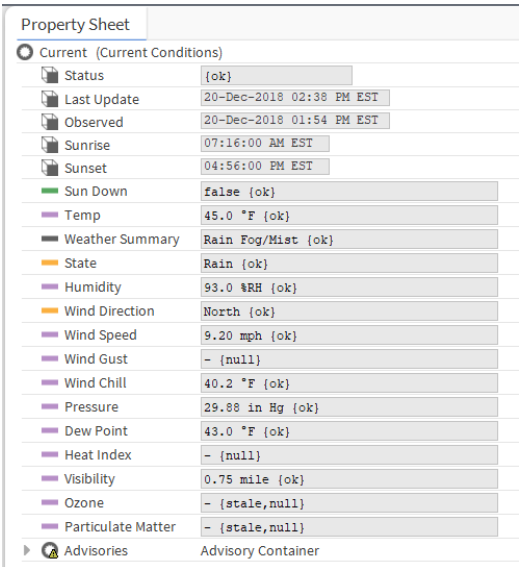 Property Sheet
Current (Current Conditions)
Status {ok}
Last Update 20-Dec-2018 02:38 PM EST
Observed 20-Dec-2018 01:54 PM EST
Sunrise 07:16:00 AM EST
Sunset 04:56:00 PM EST
Sun Down false {ok}
Temp 45.0 °F {ok}
Weather Summary Rain Fog/Mist {ok}
State Rain {ok}
Humidity 93.0 %RH {ok}
Wind Direction North {ok}
Wind Speed 9.20 mph {ok}
Wind Gust - {null}
Wind Chill 40.2 °F {ok}
Pressure 29.88 in Hg {ok}
Dew Point 43.0 °F {ok}
Heat Index - {null}
Visibility 0.75 mile {ok}
Ozone - {stale,null}
Particulate Matter - {stale,null}
Advisories Advisory Container